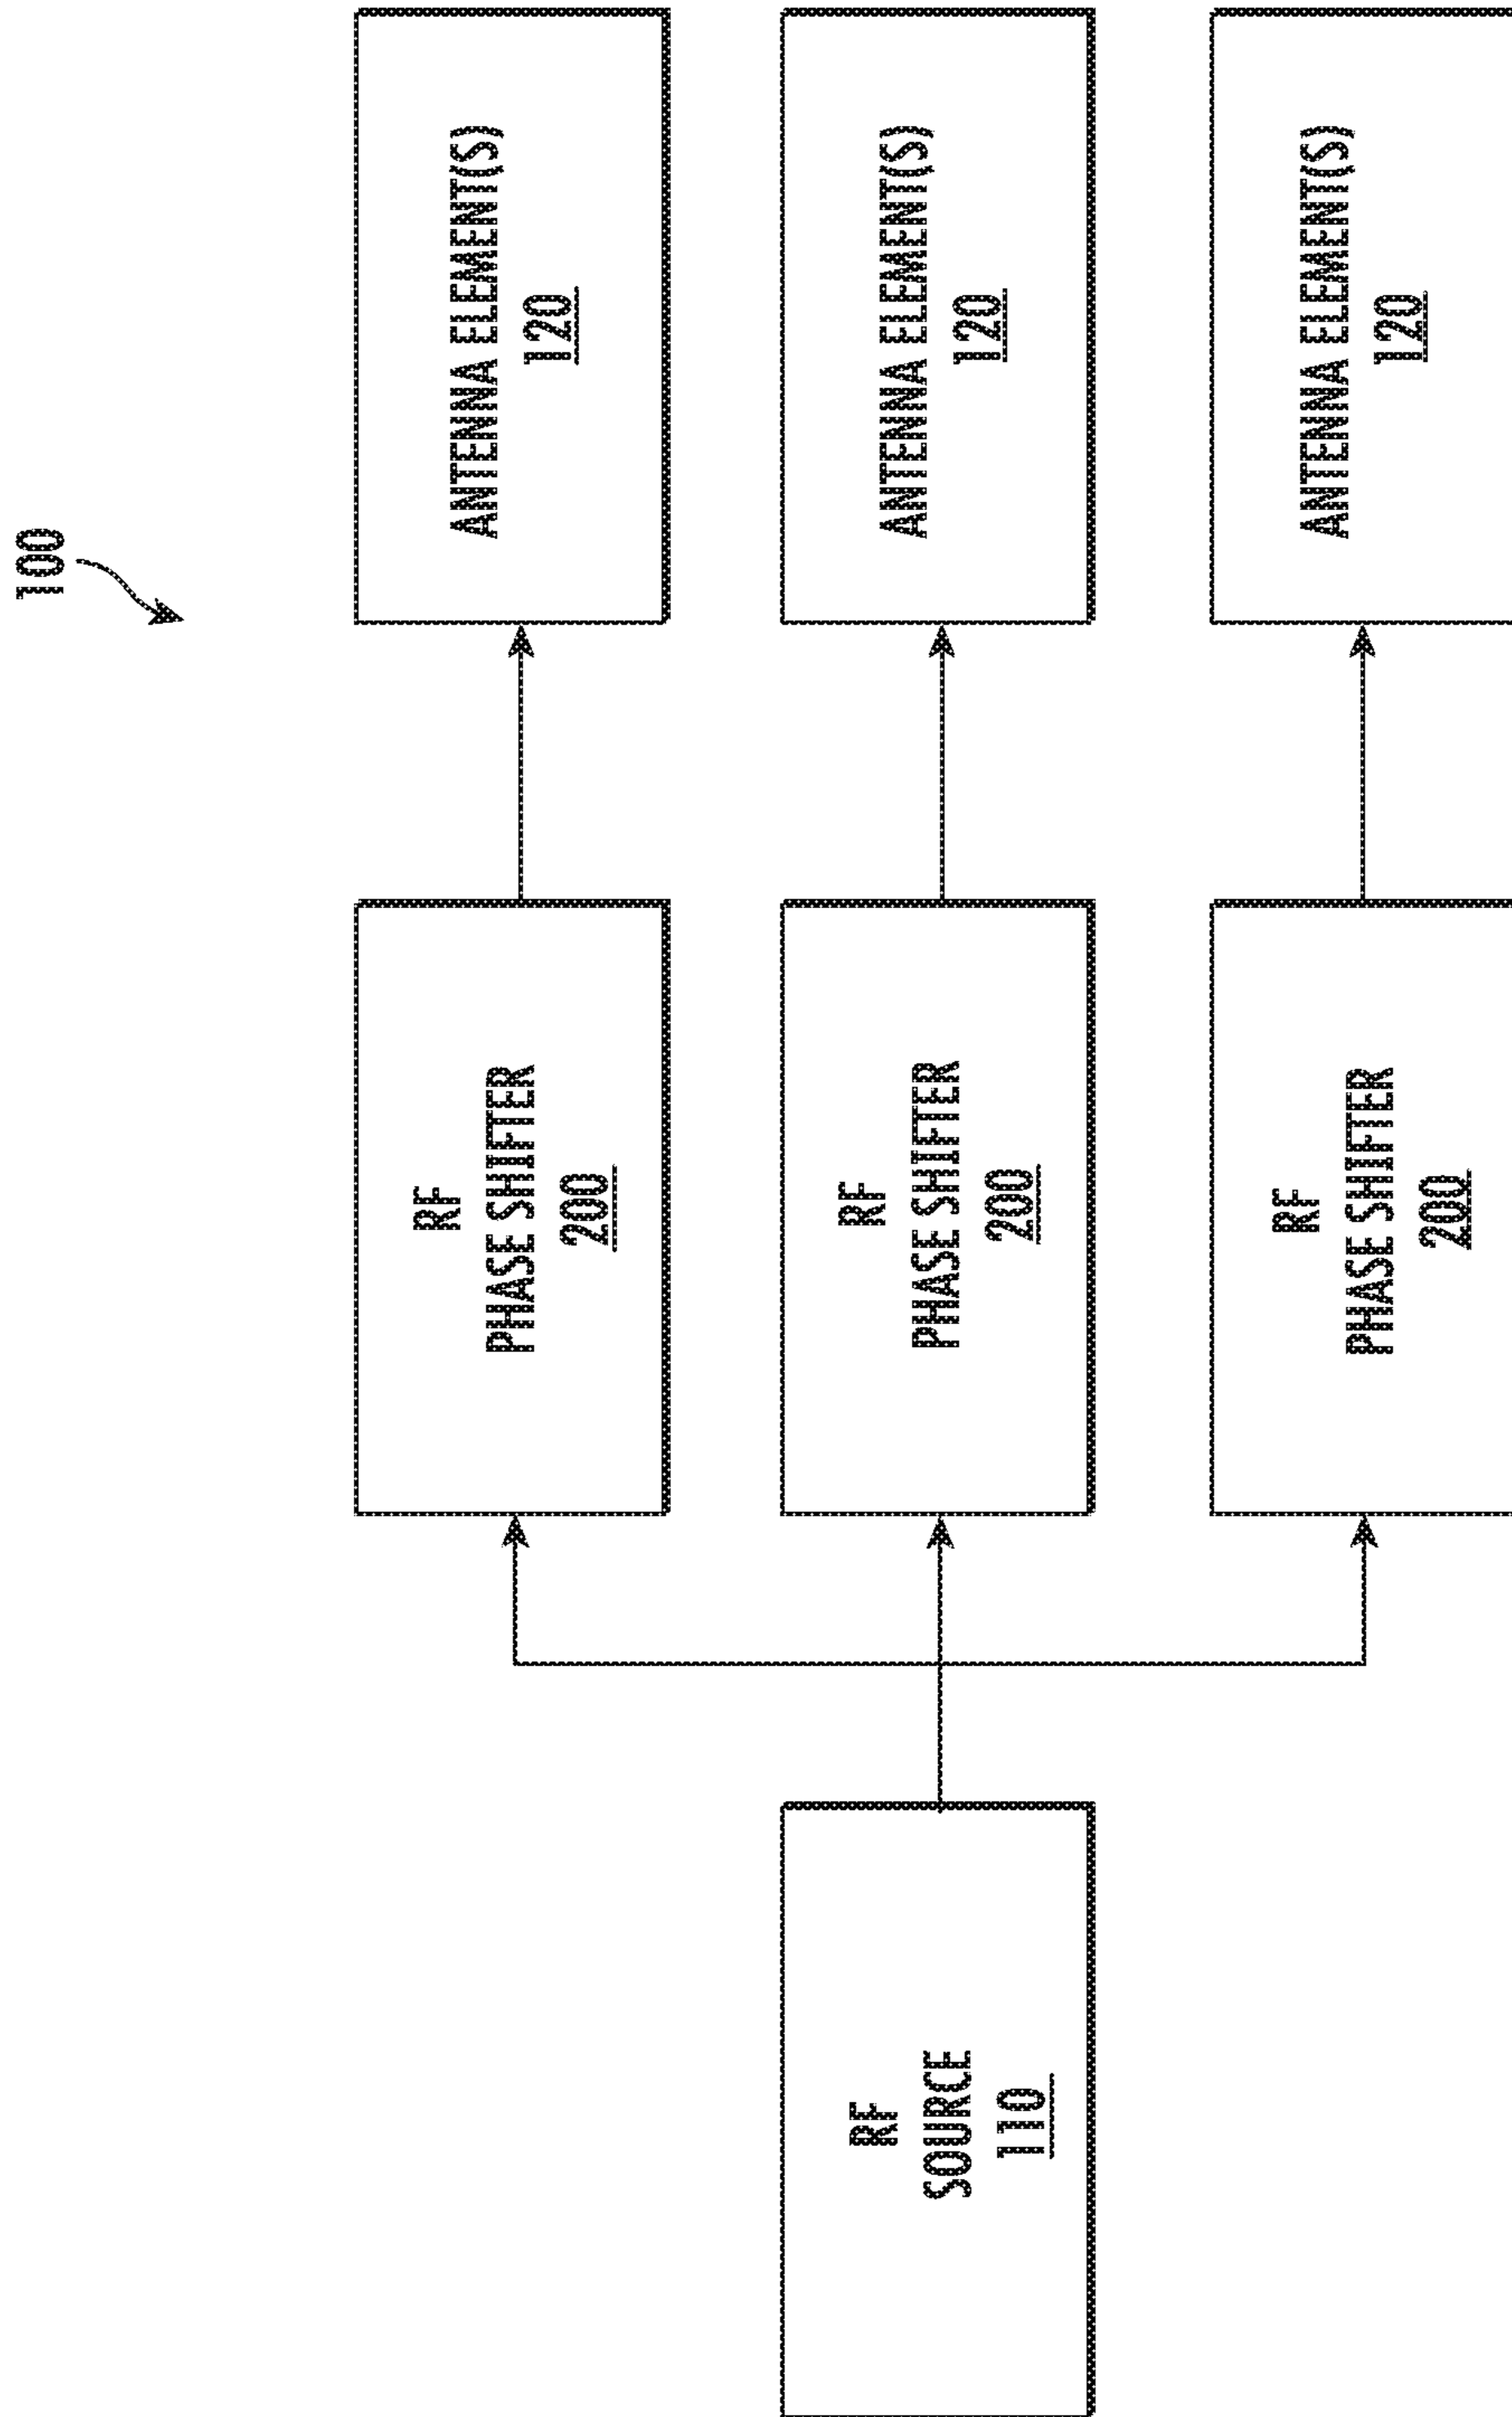 100
RF
SOURCE
110
RF
PHASE SHIFTER
200
ANTENNA ELEMENT(S)
120
RF
PHASE SHIFTER
200
ANTENNA ELEMENT(S)
120
RF
PHASE SHIFTER
200
ANTENNA ELEMENT(S)
120